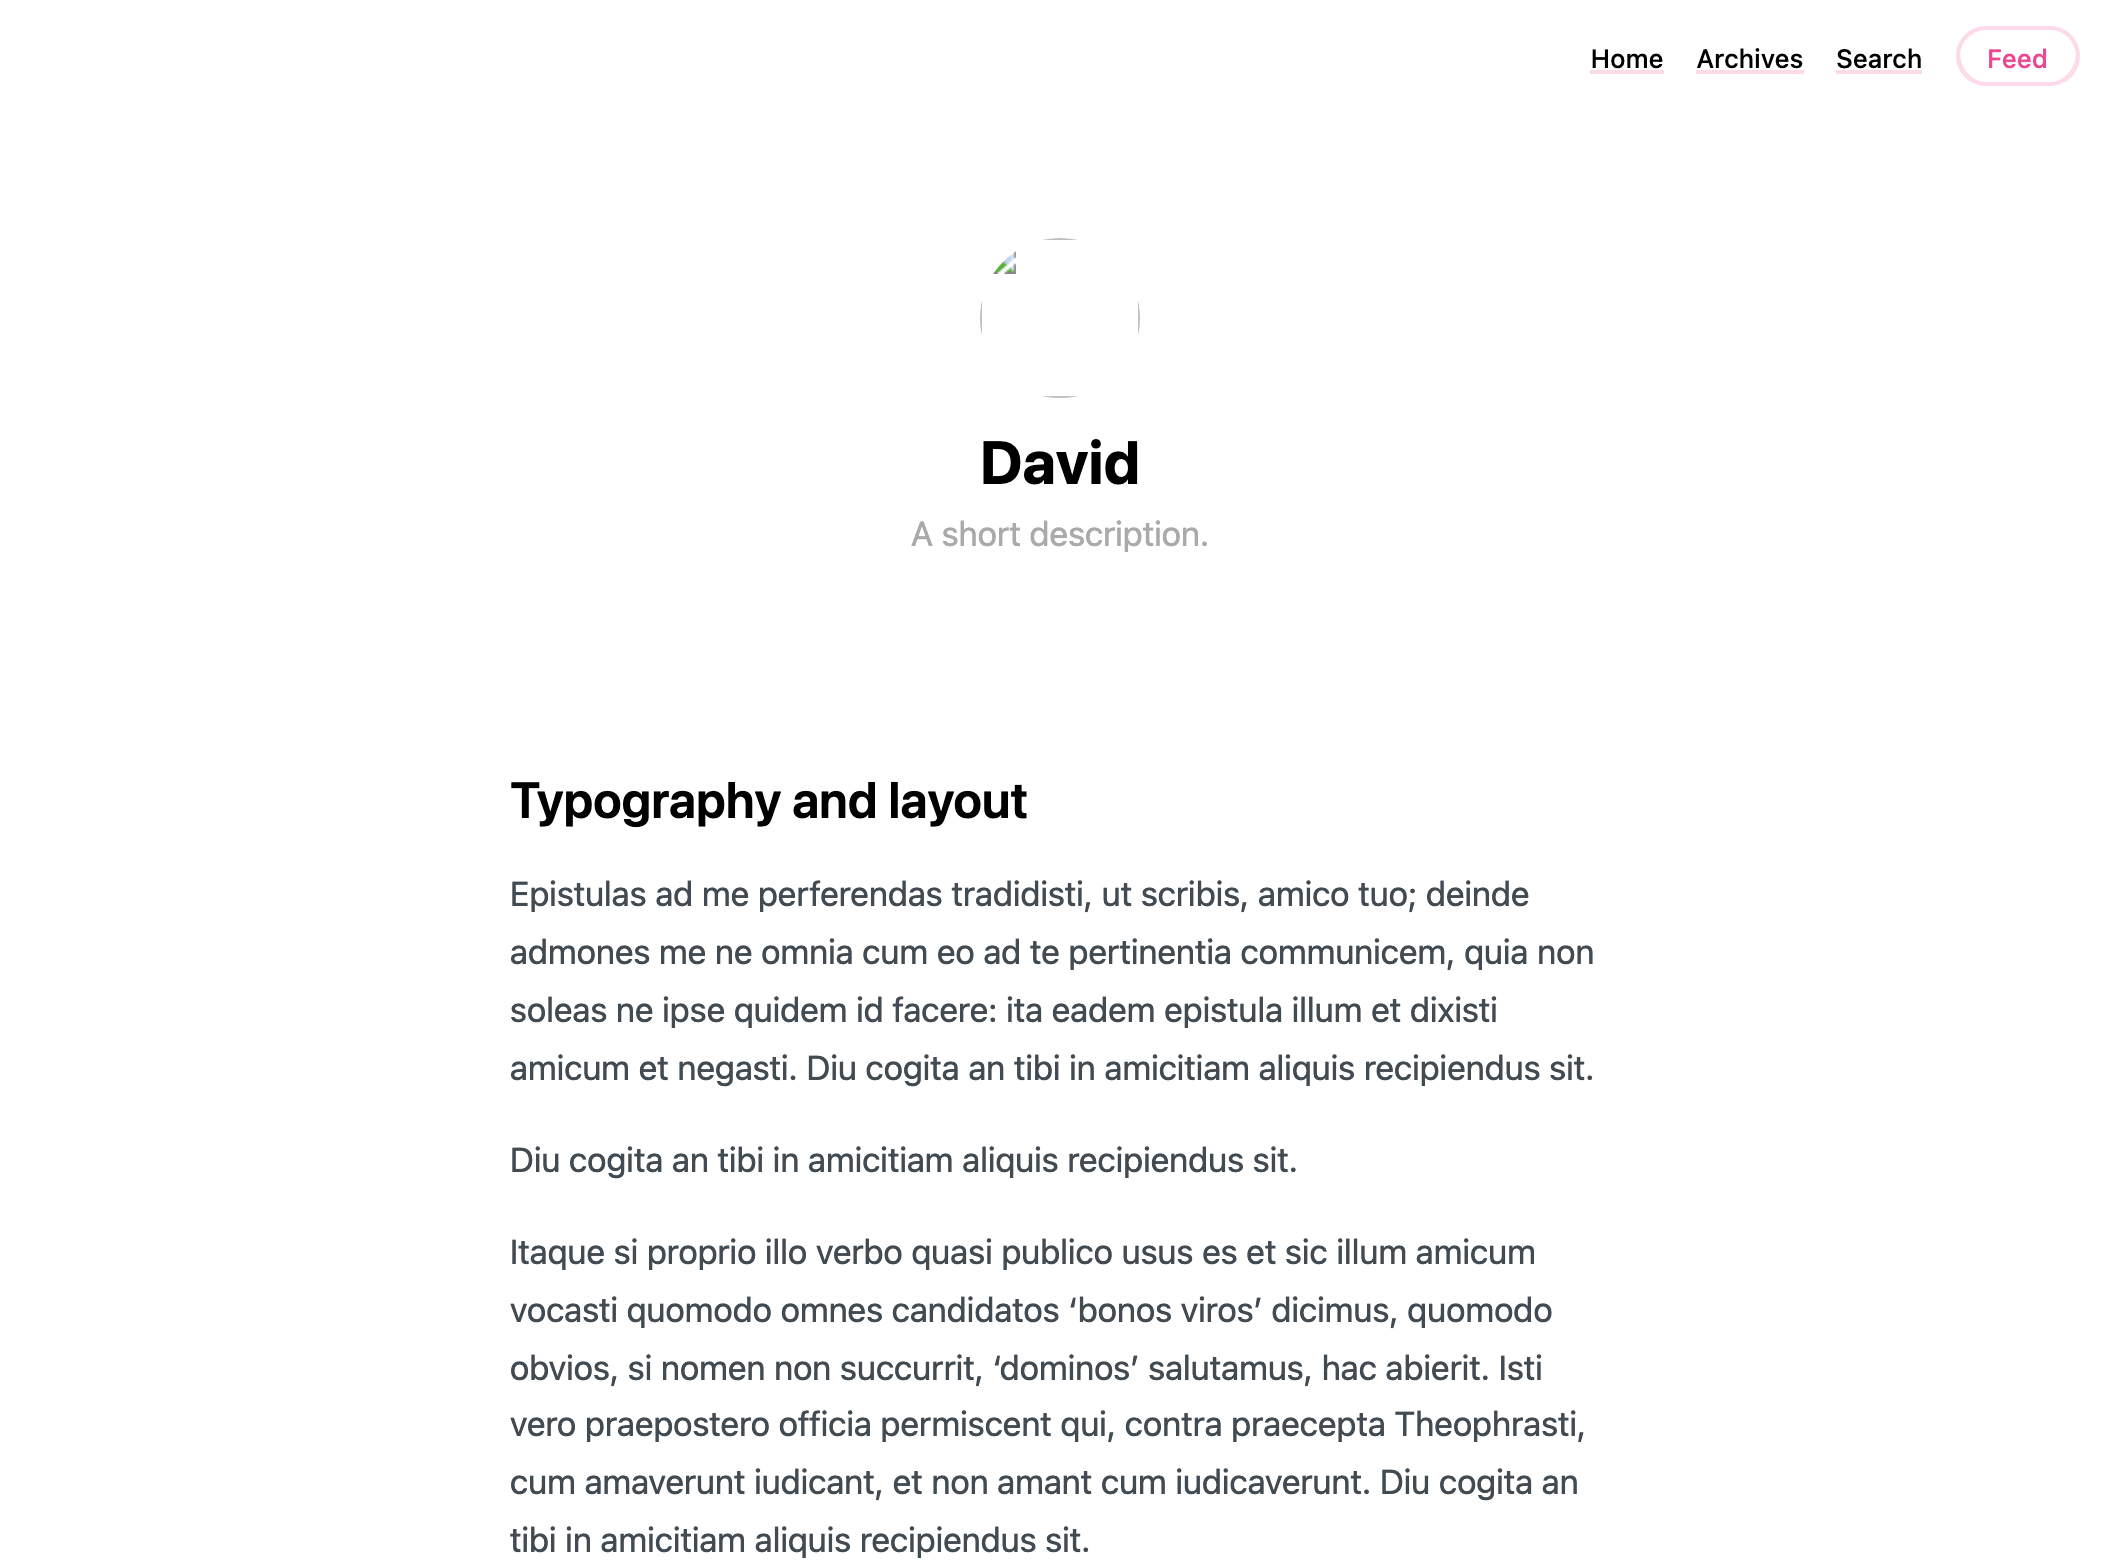 Home Archives Search Feed
David
A short description.
Typography and layout
Epistulas ad me perferendas tradidisti, ut scribis, amico tuo; deinde
admones me ne omnia cum eo ad te pertinentia communicem, quia non
soleas ne ipse quidem id facere: ita eadem epistula illum et dixisti
amicum et negasti. Diu cogita an tibi in amicitiam aliquis recipiendus sit.
Diu cogita an tibi in amicitiam aliquis recipiendus sit.
Itaque si proprio illo verbo quasi publico usus es et sic illum amicum
vocasti quomodo omnes candidatos ‘bonos viros’ dicimus, quomodo
obvios, si nomen non succurrit, ‘dominos’ salutamus, hac abierit. Isti
vero praepostero officia permiscent qui, contra praecepta Theophrasti,
cum amaverunt iudicant, et non amant cum iudicaverunt. Diu cogita an
tibi in amicitiam aliquis recipiendus sit.